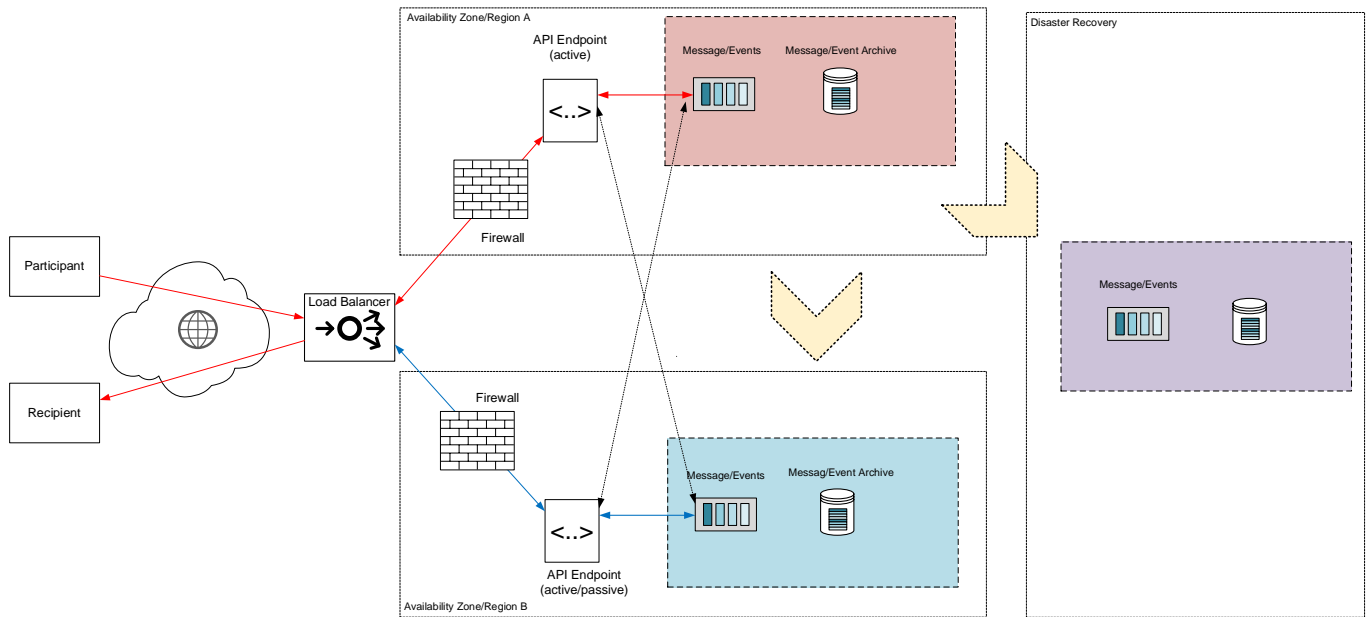 Availability Zone/Region A
API Endpoint
(active)
<..>
Message/Events
Message/Event Archive
Firewall
Disaster Recovery
Message/Events
Participant
Recipient
Load Balancer
Firewall
Message/Events
Messag/Event Archive
<..>
API Endpoint
(active/passive)
Availability Zone/Region B